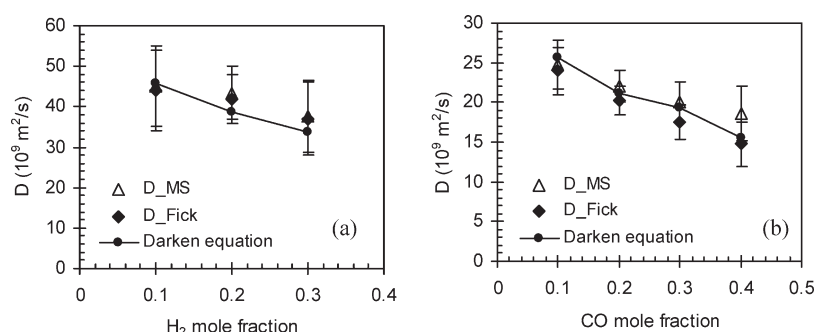 60
50
40
30
20
10
0
D (10⁹ m²/s)
△ D_MS
◆ D_Fick
Darken equation
(a)
0 0.1 0.2 0.3 0.4
H₂ mole fraction
30
25
20
15
10
5
0
D (10⁹ m²/s)
△ D_MS
◆ D_Fick
Darken equation
(b)
0 0.1 0.2 0.3 0.4 0.5
CO mole fraction